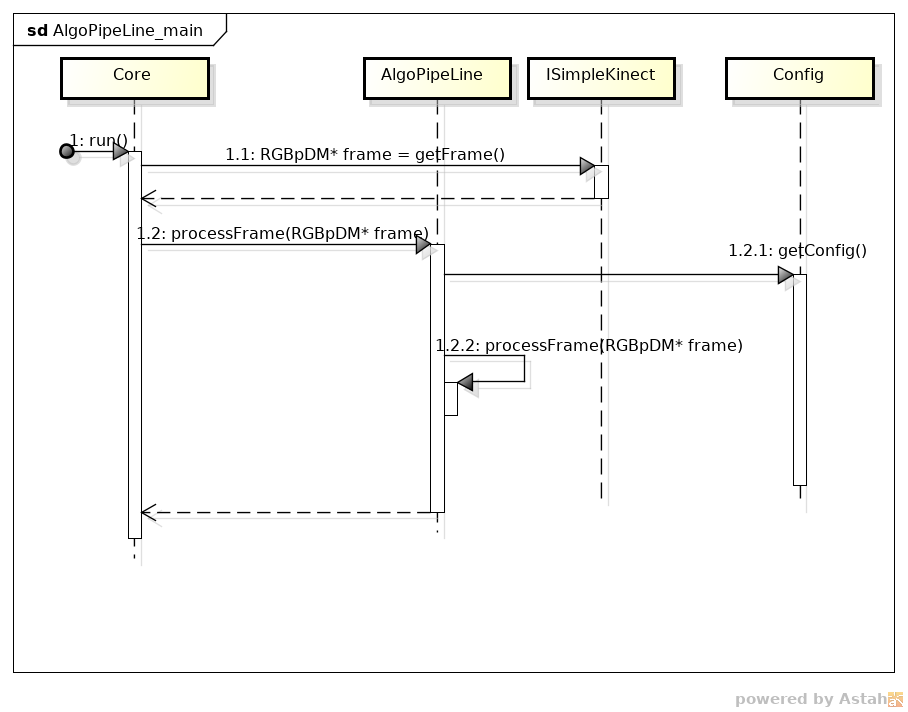 sd AlgoPipeLine_main
Core
AlgoPipeLine
ISimpleKinect
Config
1: run()
1.1: RGBpDM* frame = getFrame()
1.2: processFrame(RGBpDM* frame)
1.2.1: getConfig()
1.2.2: processFrame(RGBpDM* frame)
powered by Astah